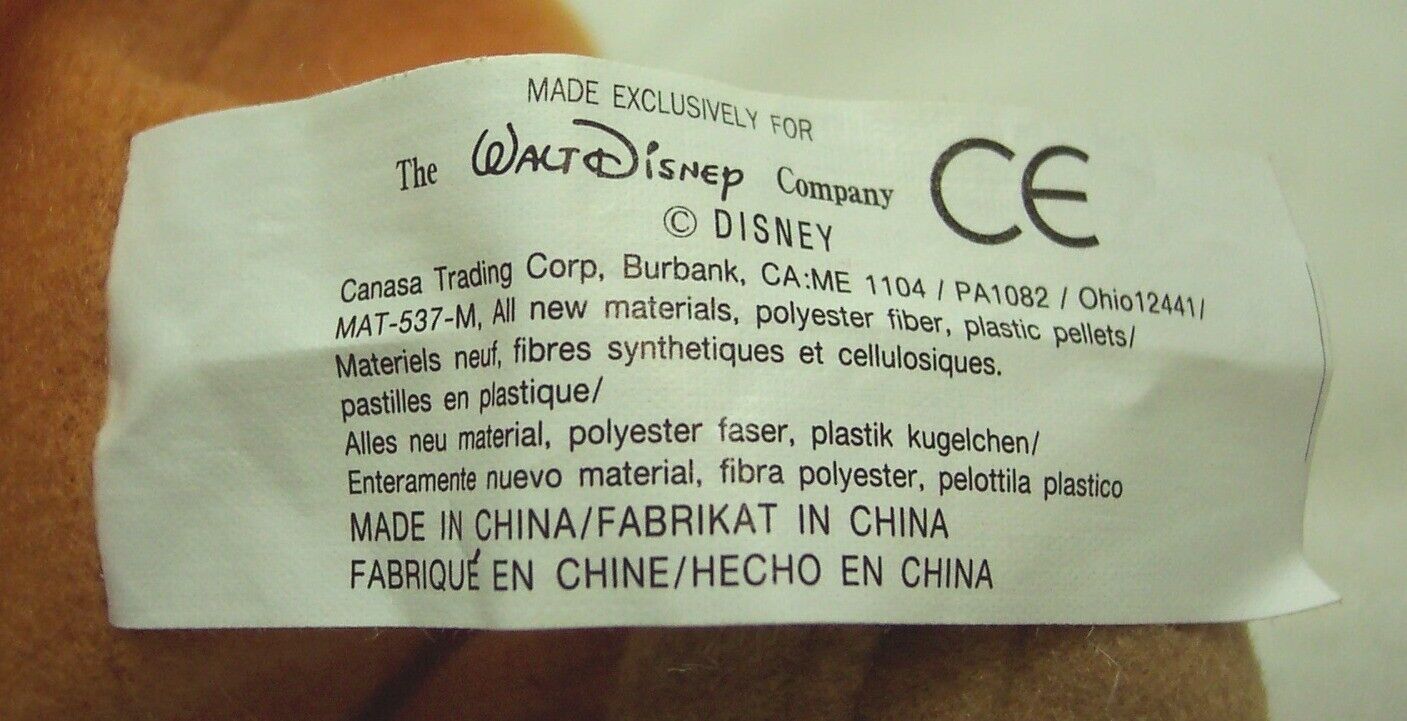 MADE EXCLUSIVELY FOR
The WALT DISNEY Company
CE
© DISNEY
Canasa Trading Corp, Burbank, CA:ME 1104 / PA1082 / Ohio12441/
MAT-537-M, All new materials, polyester fiber, plastic pellets/
Materiels neuf, fibres synthetiques et cellulosiques.
pastilles en plastique/
Alles neu material, polyester faser, plastik kugelchen/
Enteramente nuevo material, fibra polyester, pelottila plastico
MADE IN CHINA/FABRIKAT IN CHINA
FABRIQUÉ EN CHINE/HECHO EN CHINA